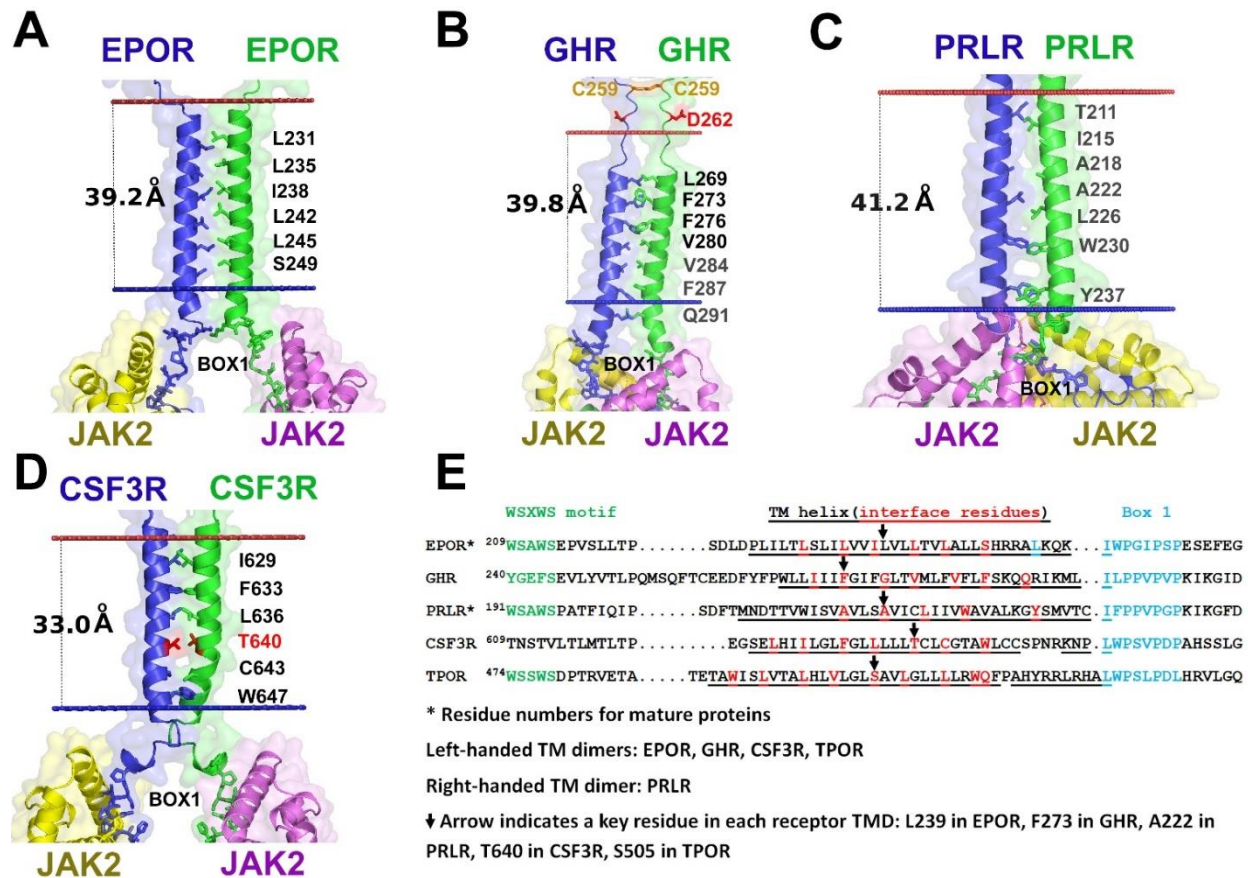 A
EPOR EPOR
39.2Å
L231
L235
I238
L242
L245
S249
BOX1
JAK2 JAK2
B
GHR GHR
C259 C259
D262
39.8Å
L269
F273
F276
V280
V284
F287
Q291
BOX1
JAK2 JAK2
C
PRLR PRLR
41.2Å
T211
I215
A218
A222
L226
W230
Y237
BOX1
JAK2 JAK2
D
CSF3R CSF3R
33.0Å
I629
F633
L636
T640
C643
W647
BOX1
JAK2 JAK2
E
WSXWS motif TM helix(interface residues) Box 1
EPOR* 209WSAWSEPVSLLTP.......SDLDPLILTLSLILVVILVLLTVLALLSHRRALKQK...IWPGIPSPESEFEG
GHR 240YGEFSEVLYVTLPQMSQFTCEEDFYFPWLLIIIFGIFGLTVMLFVFLFSKQQRIKML..ILPPVPVPKIKGID
PRLR* 191WSAWSPATFIQIP.......SDFTMNDTTVWISVAVLSAVICLIIVWAVALKGYSMVTC.IFPPVPGPKIKGFD
CSF3R 609TNSTVLTLMTLTP........EGSELHIILGLFGLLLLLTCLCGTAWLCCSPNRKNP.LWPSVPDPAHSSLG
TPOR 474WSSWSDPTRVETA....TETAWISLVTALHLVLGLSAVLGLLLLRWQFPAHYRRLRHALWPSLPDLHRVLGQ
* Residue numbers for mature proteins
Left-handed TM dimers: EPOR, GHR, CSF3R, TPOR
Right-handed TM dimer: PRLR
↓ Arrow indicates a key residue in each receptor TMD: L239 in EPOR, F273 in GHR, A222 in
PRLR, T640 in CSF3R, S505 in TPOR